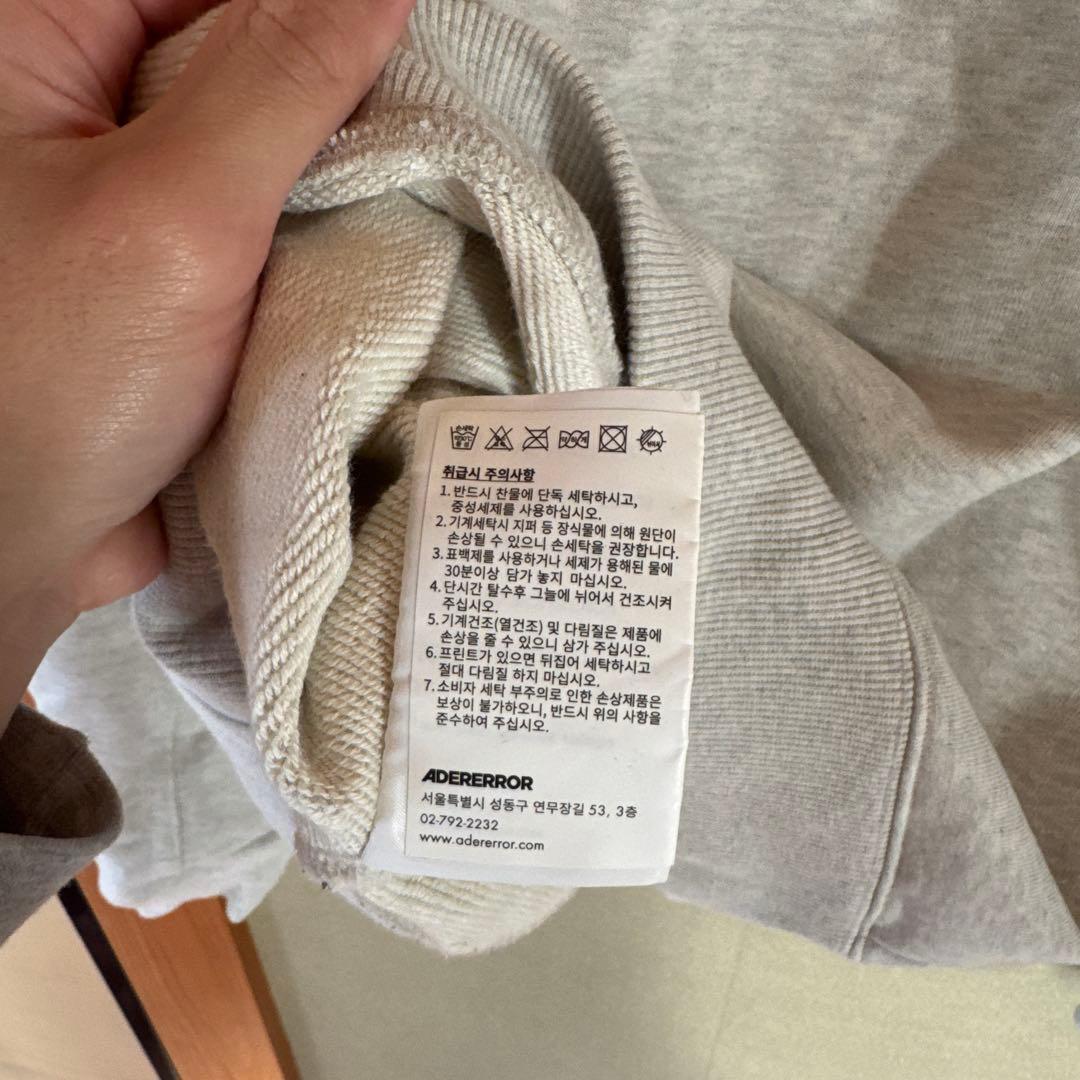 손세탁
중성
취급시 주의사항
1. 반드시 찬물에 단독 세탁하시고,
중성세제를 사용하십시오.
2. 기계세탁시 지퍼 등 장식물에 의해 원단이
손상될 수 있으니 손세탁을 권장합니다.
3. 표백제를 사용하거나 세제가 용해된 물에
30분이상 담가 놓지 마십시오.
4. 단시간 탈수후 그늘에 뉘어서 건조시켜
주십시오.
5. 기계건조(열건조) 및 다림질은 제품에
손상을 줄 수 있으니 삼가 주십시오.
6. 프린트가 있으면 뒤집어 세탁하시고
절대 다림질 하지 마십시오.
7. 소비자 세탁 부주의로 인한 손상제품은
보상이 불가하오니, 반드시 위의 사항을
준수하여 주십시오.
ADERERROR
서울특별시 성동구 연무장길 53, 3층
02-792-2232
www.adererror.com